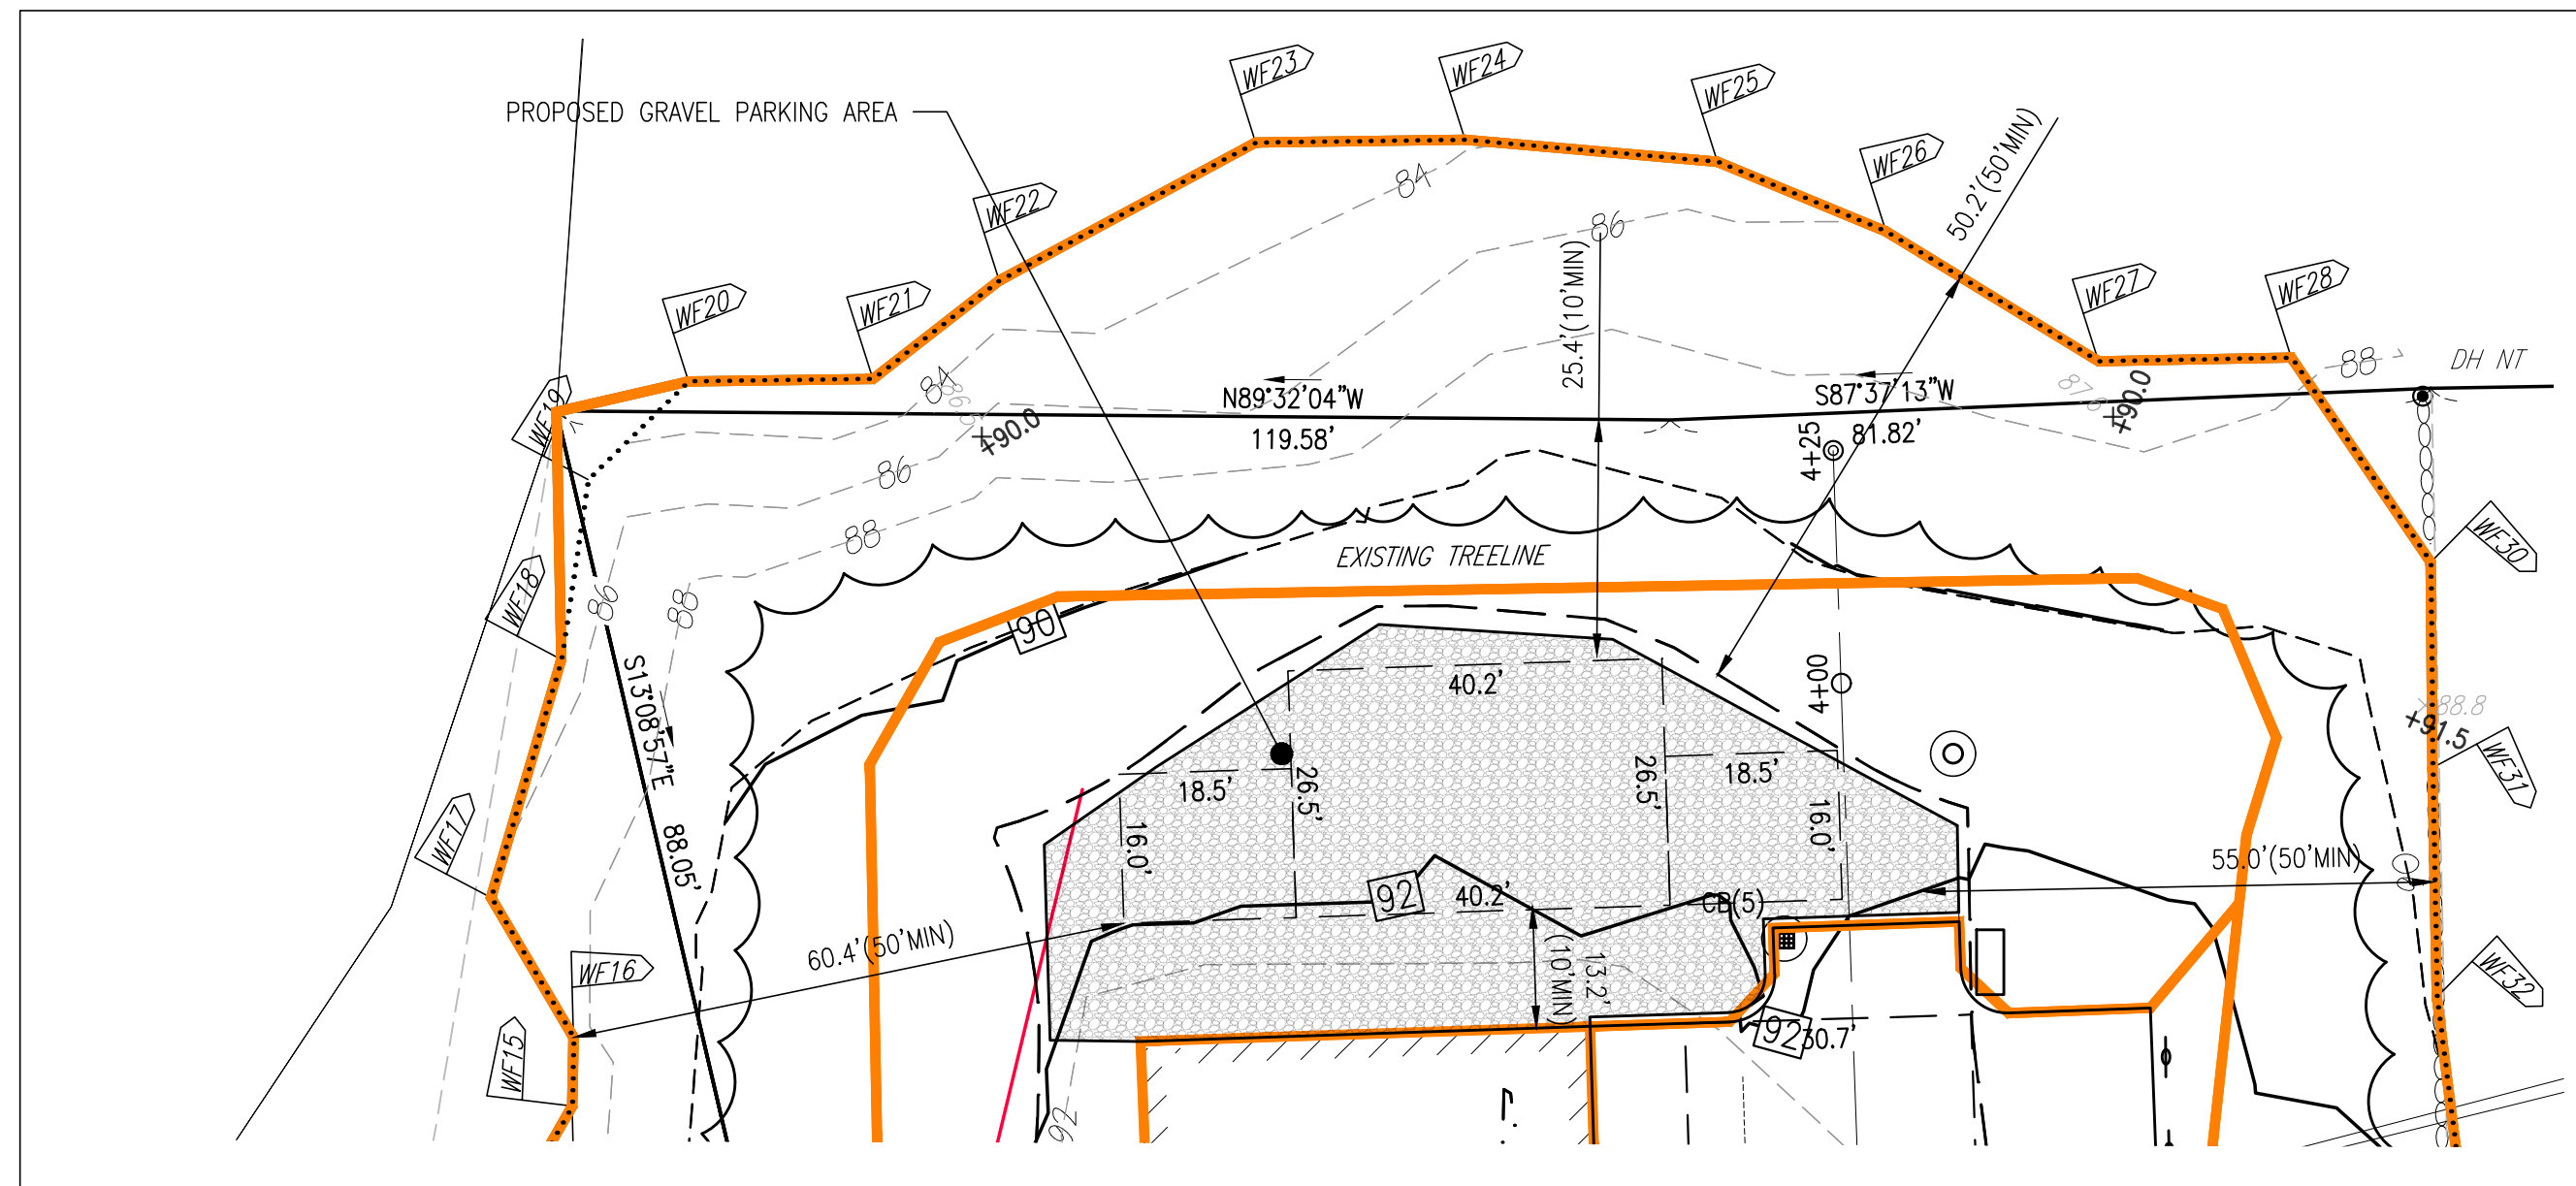 WF23
WF24
WF25
PROPOSED GRAVEL PARKING AREA
WF26
50.2'(50'MIN)
84
WF22
86
WF20
WF21
WF27
WF28
25.4'(10'MIN)
88
DH NT
84
WF19
N89°32'04"W
119.58'
S87°37'13"W
81.82'
+90.0
+90.0
4+25
86
88
EXISTING TREELINE
WF30
WF18
86
88
90
S13°08'57"E
88.05'
40.2'
4+00
×88.8
+91.5
WF31
18.5'
26.5'
26.5'
18.5'
WF17
16.0'
16.0'
55.0'(50'MIN)
92
40.2'
CB(5)
60.4'(50'MIN)
13.2'
(10'MIN)
WF16
WF32
92
30.7'
WF15
92